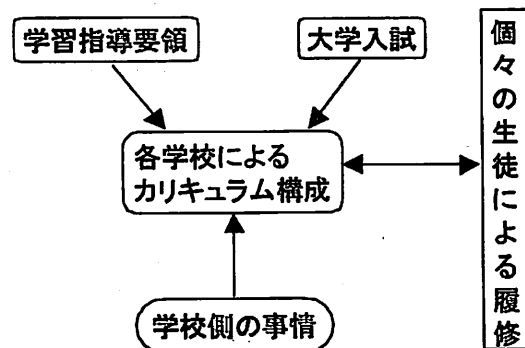 学習指導要領
大学入試
各学校による
カリキュラム構成
学校側の事情
個々の生徒による履修